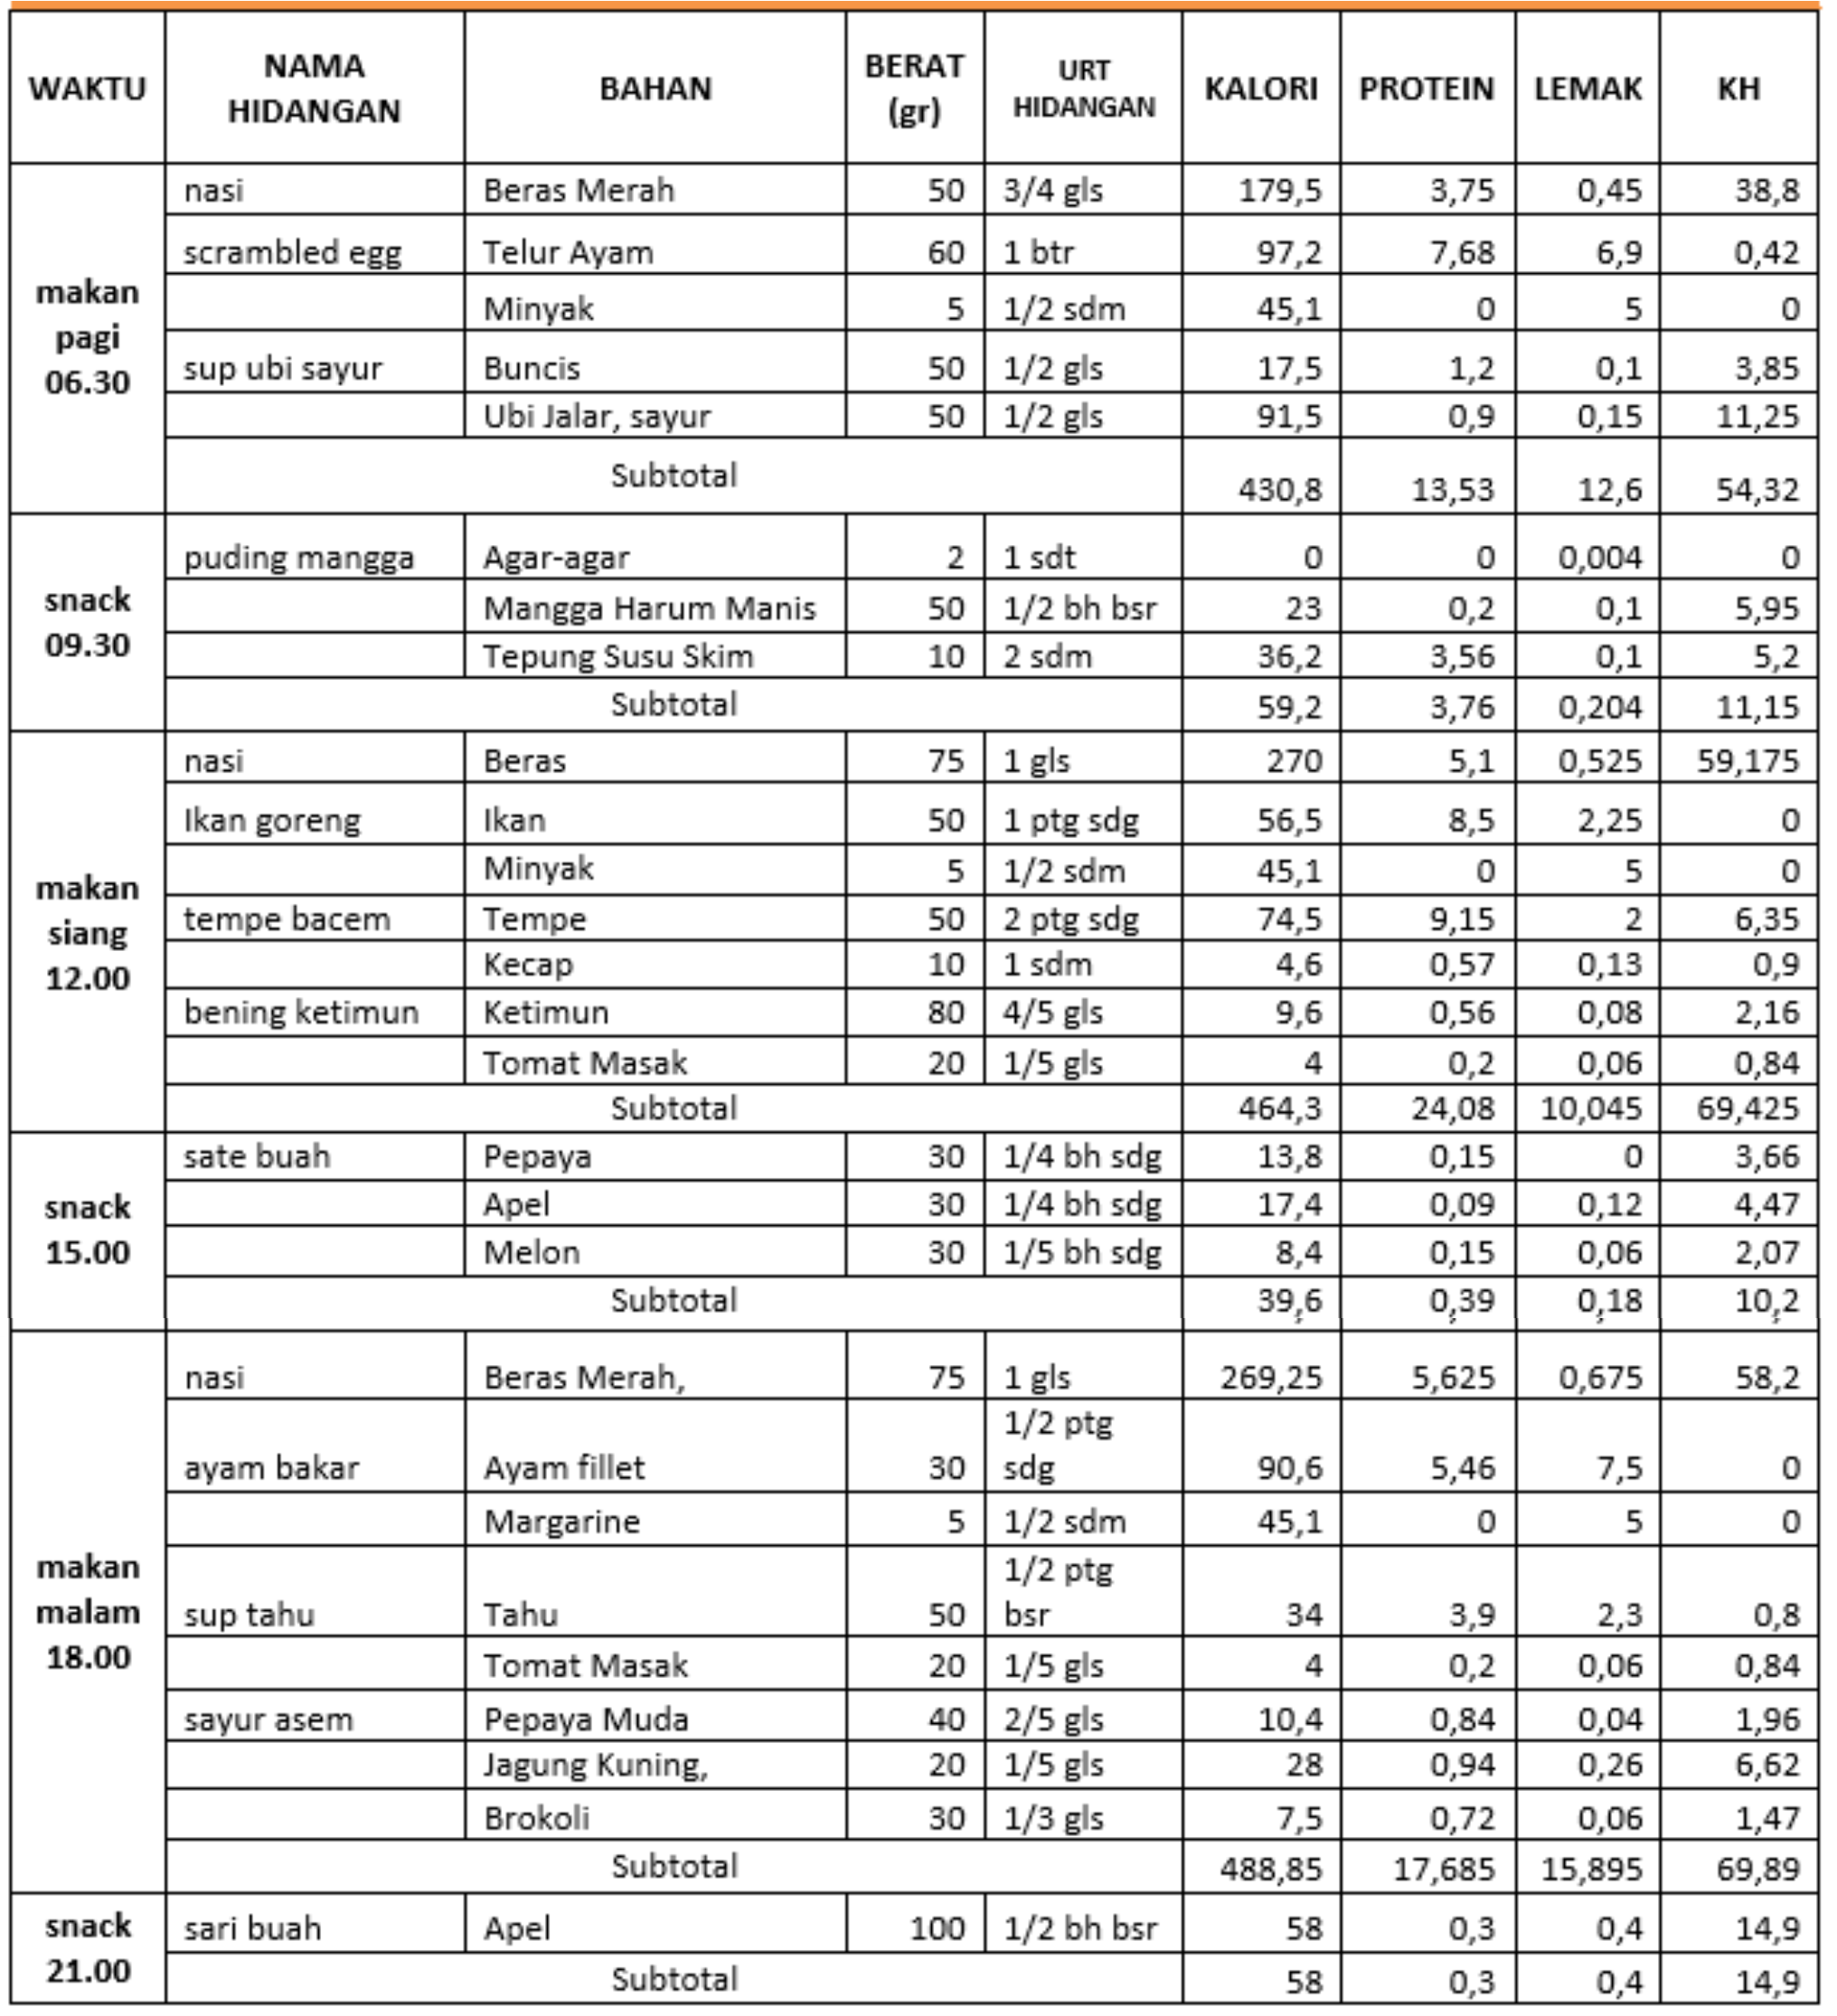 WAKTU NAMA HIDANGAN BAHAN BERAT (gr) URT HIDANGAN KALORI PROTEIN LEMAK KH
makan pagi 06.30
nasi Beras Merah 50 3/4 gls 179,5 3,75 0,45 38,8
scrambled egg Telur Ayam 60 1 btr 97,2 7,68 6,9 0,42
Minyak 5 1/2 sdm 45,1 0 5 0
sup ubi sayur Buncis 50 1/2 gls 17,5 1,2 0,1 3,85
Ubi Jalar, sayur 50 1/2 gls 91,5 0,9 0,15 11,25
Subtotal 430,8 13,53 12,6 54,32
snack 09.30
puding mangga Agar-agar 2 1 sdt 0 0 0,004 0
Mangga Harum Manis 50 1/2 bh bsr 23 0,2 0,1 5,95
Tepung Susu Skim 10 2 sdm 36,2 3,56 0,1 5,2
Subtotal 59,2 3,76 0,204 11,15
makan siang 12.00
nasi Beras 75 1 gls 270 5,1 0,525 59,175
Ikan goreng Ikan 50 1 ptg sdg 56,5 8,5 2,25 0
Minyak 5 1/2 sdm 45,1 0 5 0
tempe bacem Tempe 50 2 ptg sdg 74,5 9,15 2 6,35
Kecap 10 1 sdm 4,6 0,57 0,13 0,9
bening ketimun Ketimun 80 4/5 gls 9,6 0,56 0,08 2,16
Tomat Masak 20 1/5 gls 4 0,2 0,06 0,84
Subtotal 464,3 24,08 10,045 69,425
snack 15.00
sate buah Pepaya 30 1/4 bh sdg 13,8 0,15 0 3,66
Apel 30 1/4 bh sdg 17,4 0,09 0,12 4,47
Melon 30 1/5 bh sdg 8,4 0,15 0,06 2,07
Subtotal 39,6 0,39 0,18 10,2
makan malam 18.00
nasi Beras Merah, 75 1 gls 269,25 5,625 0,675 58,2
ayam bakar Ayam fillet 30 1/2 ptg sdg 90,6 5,46 7,5 0
Margarine 5 1/2 sdm 45,1 0 5 0
sup tahu Tahu 50 1/2 ptg bsr 34 3,9 2,3 0,8
Tomat Masak 20 1/5 gls 4 0,2 0,06 0,84
sayur asem Pepaya Muda 40 2/5 gls 10,4 0,84 0,04 1,96
Jagung Kuning, 20 1/5 gls 28 0,94 0,26 6,62
Brokoli 30 1/3 gls 7,5 0,72 0,06 1,47
Subtotal 488,85 17,685 15,895 69,89
snack 21.00
sari buah Apel 100 1/2 bh bsr 58 0,3 0,4 14,9
Subtotal 58 0,3 0,4 14,9